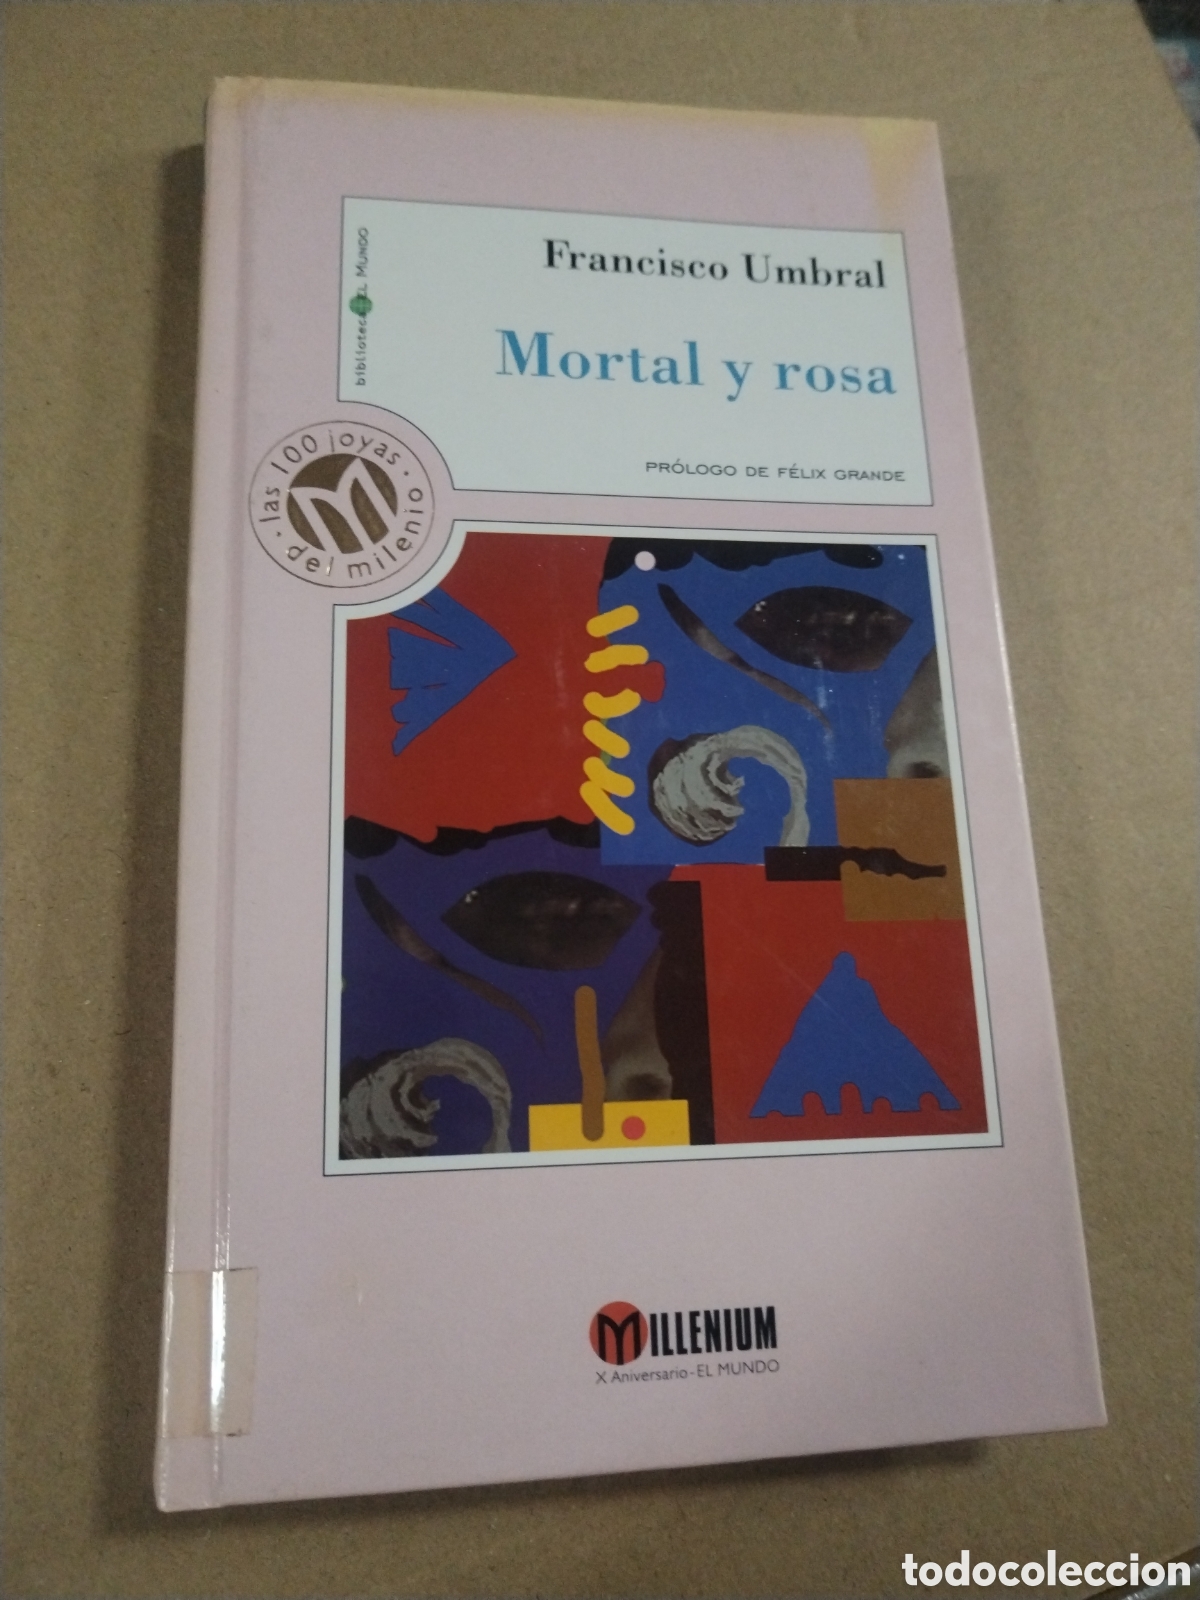 Francisco Umbral
Mortal y rosa
PRÓLOGO DE FÉLIX GRANDE
biblioteca EL MUNDO
· las 100 joyas ·
del milenio
M
MILLENIUM
X Aniversario - EL MUNDO
todocoleccion